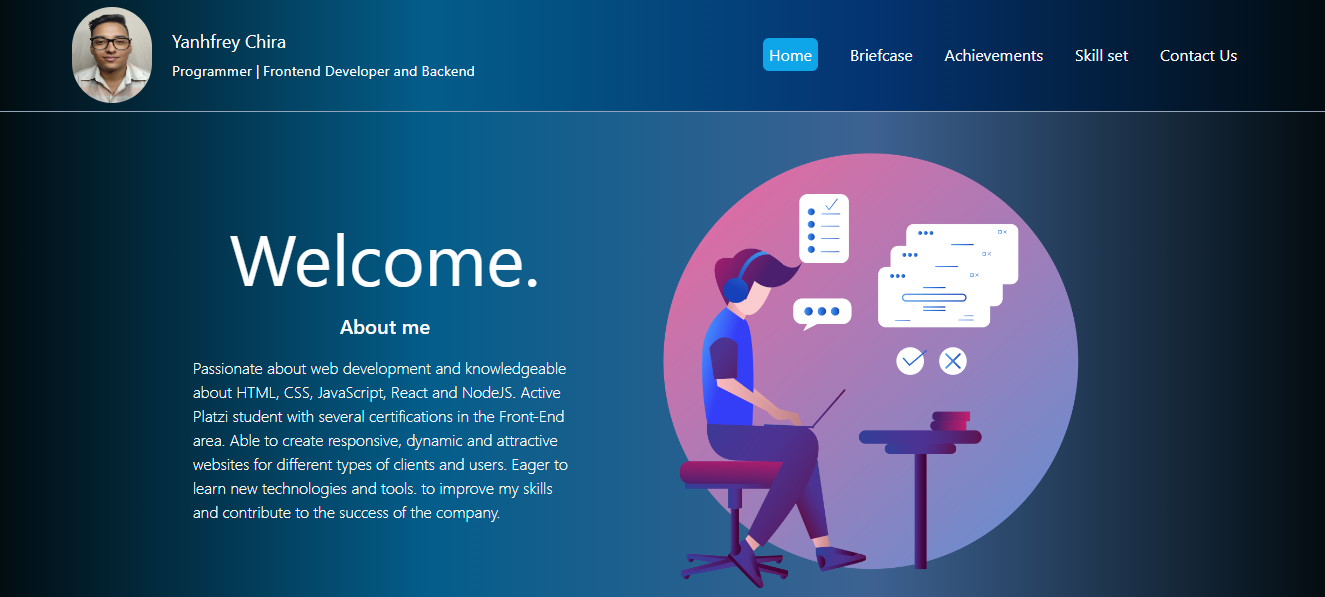 Yanhfrey Chira
Programmer | Frontend Developer and Backend
Home
Briefcase
Achievements
Skill set
Contact Us
Welcome.
About me
Passionate about web development and knowledgeable
about HTML, CSS, JavaScript, React and NodeJS. Active
Platzi student with several certifications in the Front-End
area. Able to create responsive, dynamic and attractive
websites for different types of clients and users. Eager to
learn new technologies and tools. to improve my skills
and contribute to the success of the company.